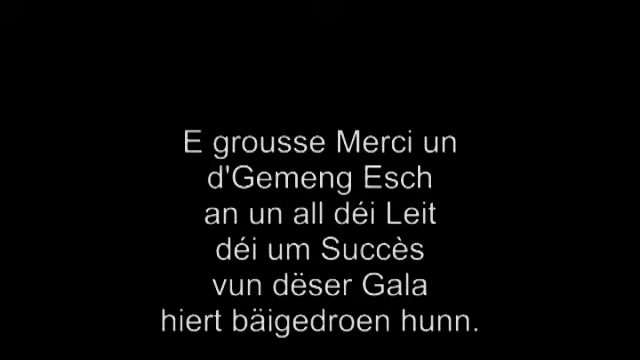 E grousse Merci un
d'Gemeng Esch
an un all déi Leit
déi um Succès
vun dëser Gala
hiert bäigedroen hunn.